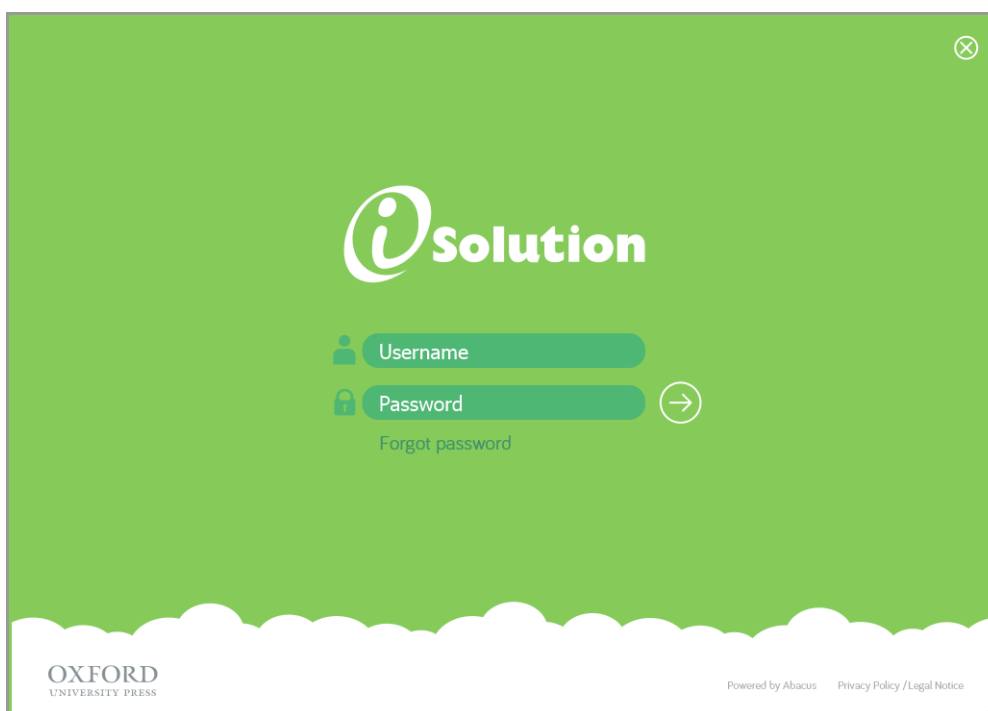 iSolution
Username
Password
Forgot password
OXFORD
UNIVERSITY PRESS
Powered by Abacus Privacy Policy / Legal Notice